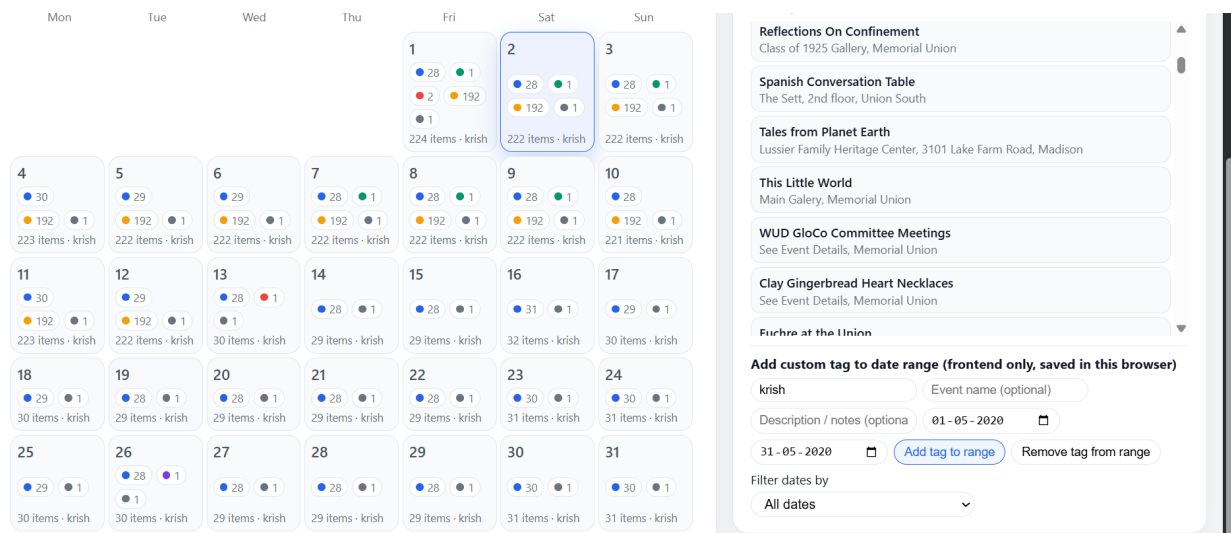 Mon Tue Wed Thu Fri Sat Sun
1 2 3
28 1
2 192
1
28 1
192 1
28 1
192 1
224 items · krish 222 items · krish 222 items · krish
4 5 6 7 8 9 10
30 29 29 28 1 28 1 28 1 28
192 1 192 1 192 1 192 1 192 1 192 1 192 1
223 items · krish 222 items · krish 222 items · krish 222 items · krish 222 items · krish 222 items · krish 221 items · krish
11 12 13 14 15 16 17
30 29 28 1
28 1 28 1 31 1 29 1
192 1 192 1 1
223 items · krish 222 items · krish 30 items · krish 29 items · krish 29 items · krish 32 items · krish 30 items · krish
18 19 20 21 22 23 24
29 1 28 1 28 1 28 1 28 1 30 1 30 1
30 items · krish 29 items · krish 29 items · krish 29 items · krish 29 items · krish 31 items · krish 31 items · krish
25 26 27 28 29 30 31
28 1
29 1 28 1 28 1 28 1 30 1 30 1
1
30 items · krish 30 items · krish 29 items · krish 29 items · krish 29 items · krish 31 items · krish 31 items · krish
Reflections On Confinement
Class of 1925 Gallery, Memorial Union
Spanish Conversation Table
The Sett, 2nd floor, Union South
Tales from Planet Earth
Lussier Family Heritage Center, 3101 Lake Farm Road, Madison
This Little World
Main Galery, Memorial Union
WUD GloCo Committee Meetings
See Event Details, Memorial Union
Clay Gingerbread Heart Necklaces
See Event Details, Memorial Union
Euchre at the Union
Add custom tag to date range (frontend only, saved in this browser)
krish Event name (optional)
Description / notes (optiona 01-05-2020
31-05-2020 Add tag to range Remove tag from range
Filter dates by
All dates